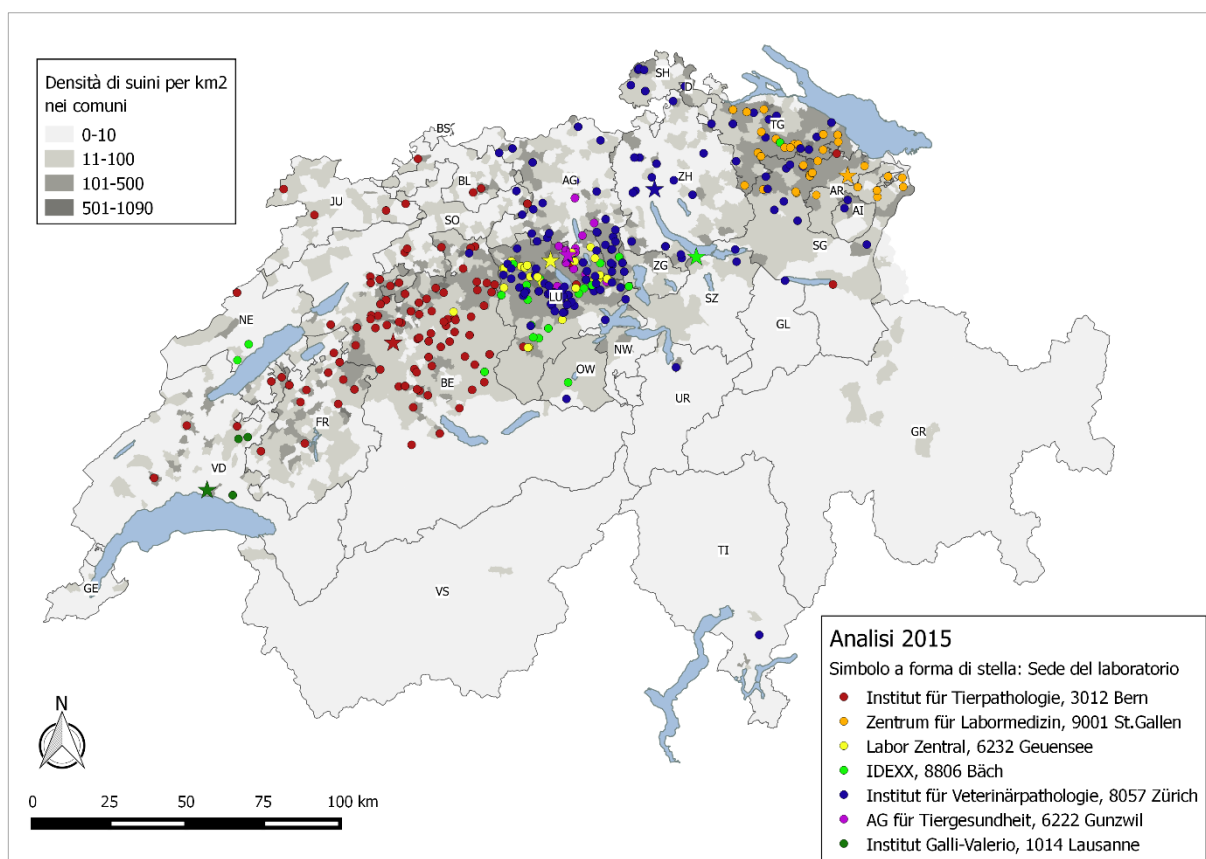 Densità di suini per km2
nei comuni
0-10
11-100
101-500
501-1090
SH
D
BS
TG
AG
ZH
BL
JU
AR
AI
SO
SG
ZG
LU
SZ
NE
GL
NW
OW
BE
UR
FR
GR
VD
TI
VS
GE
N
0 25 50 75 100 km
Analisi 2015
Simbolo a forma di stella: Sede del laboratorio
Institut für Tierpathologie, 3012 Bern
Zentrum für Labormedizin, 9001 St.Gallen
Labor Zentral, 6232 Geuensee
IDEXX, 8806 Bäch
Institut für Veterinärpathologie, 8057 Zürich
AG für Tiergesundheit, 6222 Gunzwil
Institut Galli-Valerio, 1014 Lausanne